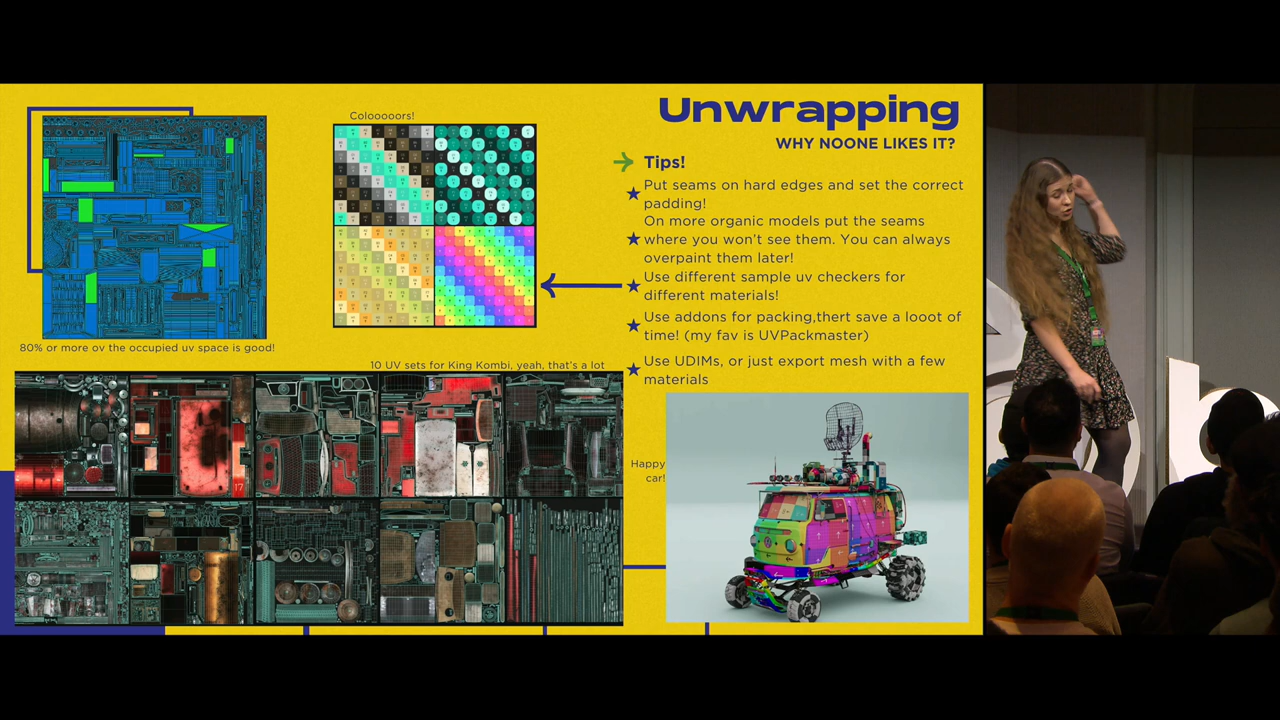 Unwrapping
WHY NOONE LIKES IT?
Coloooors!
Tips!
Put seams on hard edges and set the correct
padding!
On more organic models put the seams
where you won't see them. You can always
overpaint them later!
Use different sample uv checkers for
different materials!
Use addons for packing,thert save a looot of
time! (my fav is UVPackmaster)
Use UDIMs, or just export mesh with a few
materials
80% or more ov the occupied uv space is good!
10 UV sets for King Kombi, yeah, that's a lot
Happy
car!
17
b